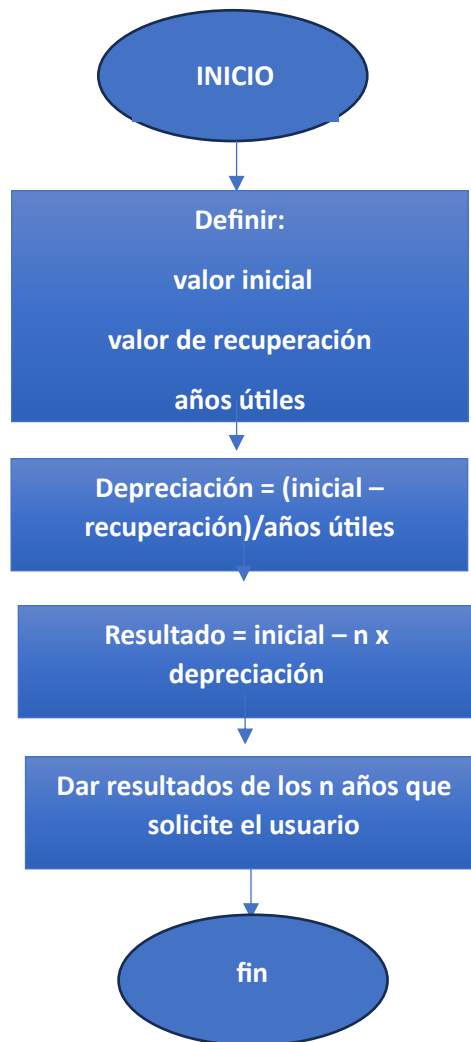 INICIO
Definir:
valor inicial
valor de recuperación
años útiles
Depreciación = (inicial –
recuperación)/años útiles
Resultado = inicial – n x
depreciación
Dar resultados de los n años que
solicite el usuario
fin